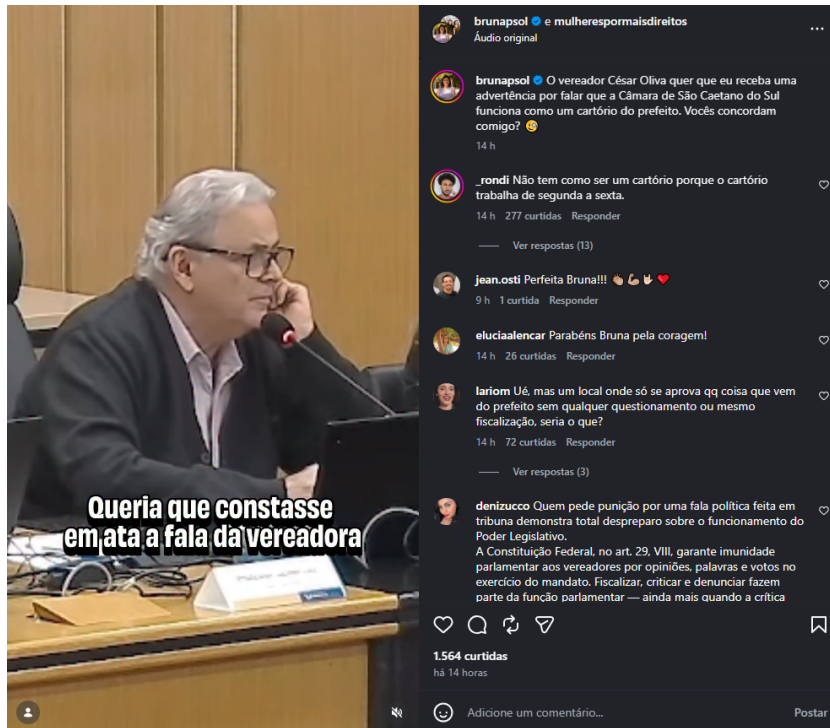 Queria que constasse
em ata a fala da vereadora
brunapsol e mulherespormaisdireitos
Áudio original
brunapsol O vereador César Oliva quer que eu receba uma
advertência por falar que a Câmara de São Caetano do Sul
funciona como um cartório do prefeito. Vocês concordam
comigo? 😉
14 h
_rondi Não tem como ser um cartório porque o cartório
trabalha de segunda a sexta.
14 h 277 curtidas Responder
Ver respostas (13)
jean.osti Perfeita Bruna!!! 👏🏽💪🏽🤘🏽❤️
9 h 1 curtida Responder
eluciaalencar Parabéns Bruna pela coragem!
14 h 26 curtidas Responder
lariom Ué, mas um local onde só se aprova qq coisa que vem
do prefeito sem qualquer questionamento ou mesmo
fiscalização, seria o que?
14 h 72 curtidas Responder
Ver respostas (3)
denizucco Quem pede punição por uma fala política feita em
tribuna demonstra total despreparo sobre o funcionamento do
Poder Legislativo.
A Constituição Federal, no art. 29, VIII, garante imunidade
parlamentar aos vereadores por opiniões, palavras e votos no
exercício do mandato. Fiscalizar, criticar e denunciar fazem
parte da função parlamentar — ainda mais quando a crítica
1.564 curtidas
há 14 horas
Adicione um comentário...
Postar